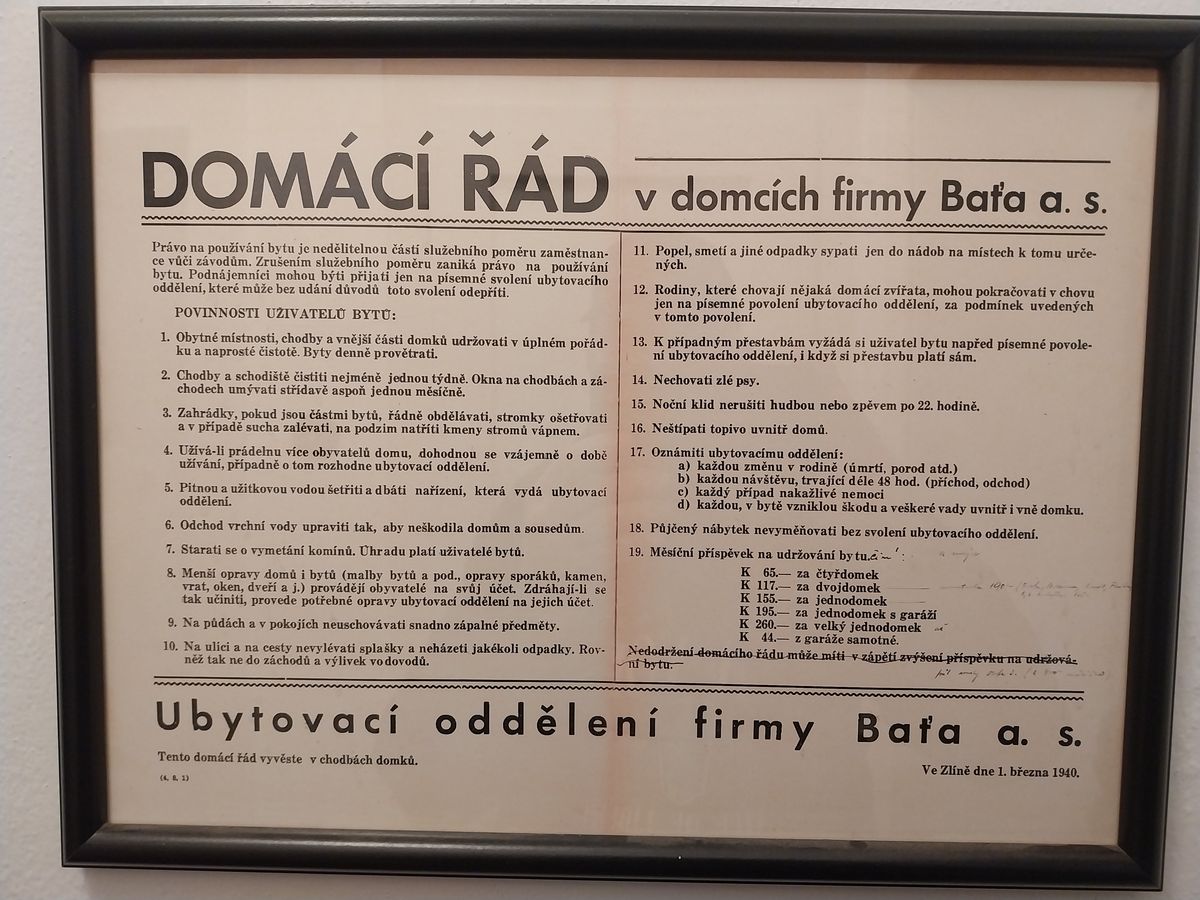 DOMÁCÍ ŘÁD v domcích firmy Baťa a. s.
Právo na používání bytu je nedělitelnou částí služebního poměru zaměstnan-
ce vůči závodům. Zrušením služebního poměru zaniká právo na používání
bytu. Podnájemníci mohou býti přijati jen na písemné svolení ubytovacího
oddělení, které může bez udání důvodů toto svolení odepříti.
POVINNOSTI UŽIVATELŮ BYTŮ:
1. Obytné místnosti, chodby a vnější části domků udržovati v úplném pořád-
ku a naprosté čistotě. Byty denně provětrati.
2. Chodby a schodiště čistiti nejméně jednou týdně. Okna na chodbách a zá-
chodech umývati střídavě aspoň jednou měsíčně.
3. Zahrádky, pokud jsou částmi bytů, řádně obdělávati, stromky ošetřovati
a v případě sucha zalévati, na podzim natříti kmeny stromů vápnem.
4. Užívá-li prádelnu více obyvatelů domu, dohodnou se vzájemně o době
užívání, případně o tom rozhodne ubytovací oddělení.
5. Pitnou a užitkovou vodou šetřiti a dbáti nařízení, která vydá ubytovací
oddělení.
6. Odchod vrchní vody upraviti tak, aby neškodila domům a sousedům.
7. Starati se o vymetání komínů. Úhradu platí uživatelé bytů.
8. Menší opravy domů i bytů (malby bytů a pod., opravy sporáků, kamen,
vrat, oken, dveří a j.) provádějí obyvatelé na svůj účet. Zdráhají-li se
tak učiniti, provede potřebné opravy ubytovací oddělení na jejich účet.
9. Na půdách a v pokojích neuschovávati snadno zápalné předměty.
10. Na ulici a na cesty nevylévati splašky a neházeti jakékoli odpadky. Rov-
něž tak ne do záchodů a výlivek vodovodů.
11. Popel, smetí a jiné odpadky sypati jen do nádob na místech k tomu urče-
ných.
12. Rodiny, které chovají nějaká domácí zvířata, mohou pokračovati v chovu
jen na písemné povolení ubytovacího oddělení, za podmínek uvedených
v tomto povolení.
13. K případným přestavbám vyžádá si uživatel bytu napřed písemné povole-
ní ubytovacího oddělení, i když si přestavbu platí sám.
14. Nechovati zlé psy.
15. Noční klid nerušiti hudbou nebo zpěvem po 22. hodině.
16. Neštípati topivo uvnitř domů.
17. Oznámiti ubytovacímu oddělení:
a) každou změnu v rodině (úmrtí, porod atd.)
b) každou návštěvu, trvající déle 48 hod. (příchod, odchod)
c) každý případ nakažlivé nemoci
d) každou, v bytě vzniklou škodu a veškeré vady uvnitř i vně domku.
18. Půjčený nábytek nevyměňovati bez svolení ubytovacího oddělení.
19. Měsíční příspěvek na udržování bytu
K 65.— za čtyřdomek
K 117.— za dvojdomek
K 155.— za jednodomek
K 195.— za jednodomek s garáží
K 260.— za velký jednodomek
K 44.— z garáže samotné.
Nedodržení domácího řádu může míti v zápětí zvýšení příspěvku na udržová-
ní bytu.
Ubytovací oddělení firmy Baťa a. s.
Tento domácí řád vyvěste v chodbách domků.
Ve Zlíně dne 1. března 1940.